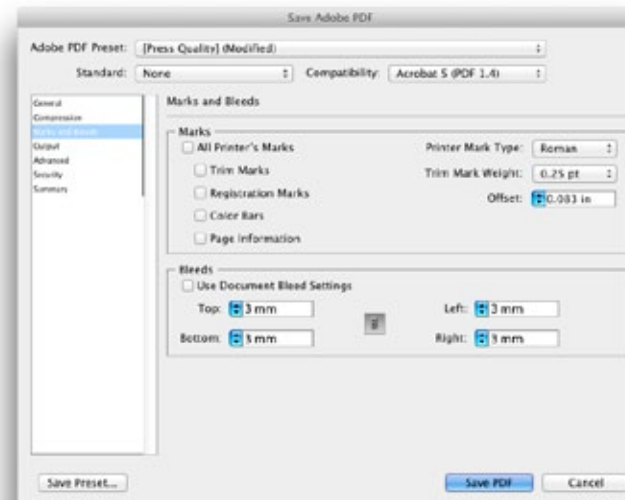 Save Adobe PDF
Adobe PDF Preset: [Press Quality] (Modified)
Standard: None Compatibility: Acrobat 5 (PDF 1.4)
General
Compression
Marks and Bleeds
Output
Advanced
Security
Summary
Marks and Bleeds
Marks
All Printer's Marks
Trim Marks
Registration Marks
Color Bars
Page Information
Printer Mark Type: Roman
Trim Mark Weight: 0.25 pt
Offset: 0.083 in
Bleeds
Use Document Bleed Settings
Top: 3 mm Left: 3 mm
Bottom: 3 mm Right: 3 mm
Save Preset... Save PDF Cancel